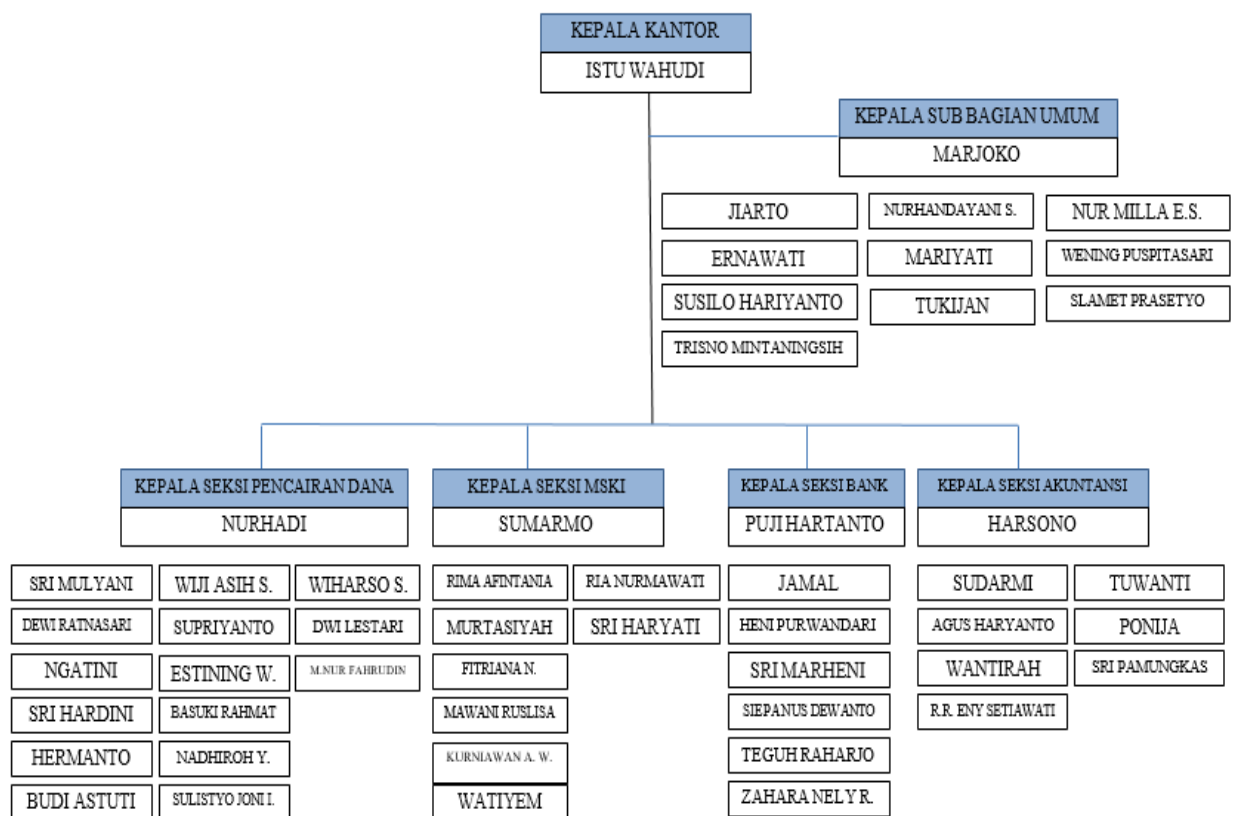 KEPALA KANTOR
ISTU WAHUDI
KEPALA SUB BAGIAN UMUM
MARJOKO
JIARTO
NURHANDAYANI S.
NUR MILLA E.S.
ERNAWATI
MARIYATI
WENING PUSPITASARI
SUSILO HARIYANTO
TUKIJAN
SLAMET PRASETYO
TRISNO MINTANINGSIH
KEPALA SEKSI PENCAIRAN DANA
NURHADI
SRI MULYANI
WIJI ASIH S.
WIHARSO S.
DEWI RATNASARI
SUPRIYANTO
DWI LESTARI
NGATINI
ESTINING W.
M.NUR FAHRUDIN
SRI HARDINI
BASUKI RAHMAT
HERMANTO
NADHIROH Y.
BUDI ASTUTI
SULISTYO JONI I.
KEPALA SEKSI MSKI
SUMARMO
RIMA AFINTANIA
RIA NURMAWATI
MURTASIYAH
SRI HARYATI
FITRIANA N.
MAWANI RUSLISA
KURNIAWAN A. W.
WATIYEM
KEPALA SEKSI BANK
PUJI HARTANTO
JAMAL
HENI PURWANDARI
SRI MARHENI
SIEPANUS DEWANTO
TEGUH RAHARJO
ZAHARA NELY R.
KEPALA SEKSI AKUNTANSI
HARSONO
SUDARMI
TUWANTI
AGUS HARYANTO
PONIJA
WANTIRAH
SRI PAMUNGKAS
R.R. ENY SETIAWATI